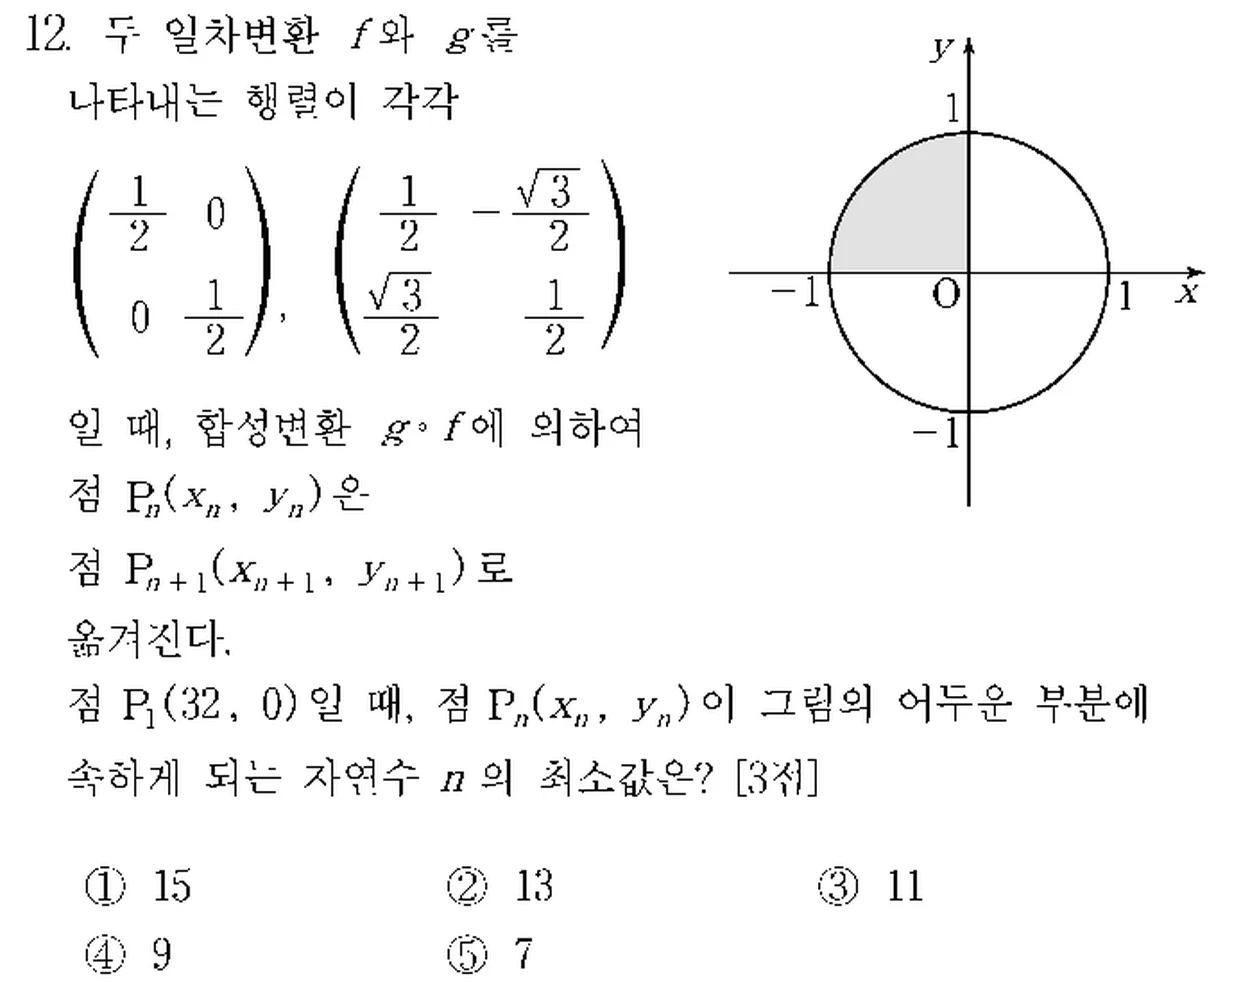 12. 두 일차변환 f와 g를
나타내는 행렬이 각각
( 1/2 0 ; 0 1/2 ), ( 1/2 -√3/2 ; √3/2 1/2 )
일 때, 합성변환 g∘f에 의하여
점 Pₙ(xₙ, yₙ)은
점 Pₙ₊₁(xₙ₊₁, yₙ₊₁)로
옮겨진다.
점 P₁(32, 0)일 때, 점 Pₙ(xₙ, yₙ)이 그림의 어두운 부분에
속하게 되는 자연수 n의 최소값은? [3점]
① 15 ② 13 ③ 11
④ 9 ⑤ 7
y
1
-1 O 1 x
-1